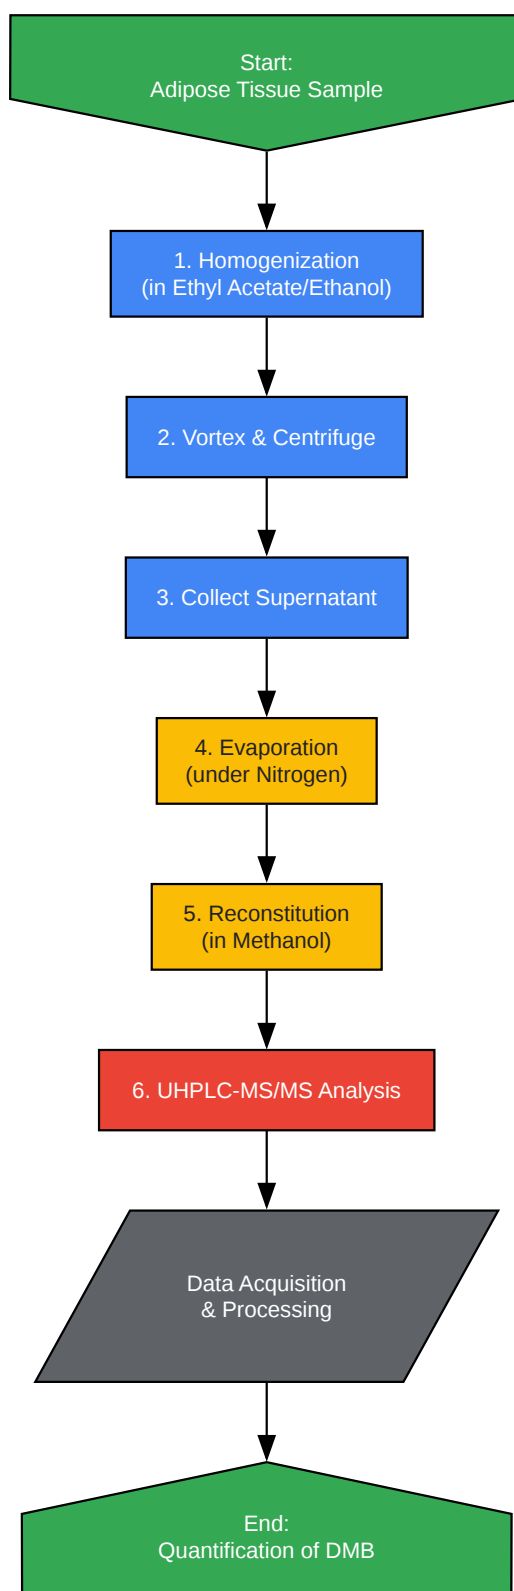 Start:
Adipose Tissue Sample
1. Homogenization
(in Ethyl Acetate/Ethanol)
2. Vortex & Centrifuge
3. Collect Supernatant
4. Evaporation
(under Nitrogen)
5. Reconstitution
(in Methanol)
6. UHPLC-MS/MS Analysis
Data Acquisition
& Processing
End:
Quantification of DMB